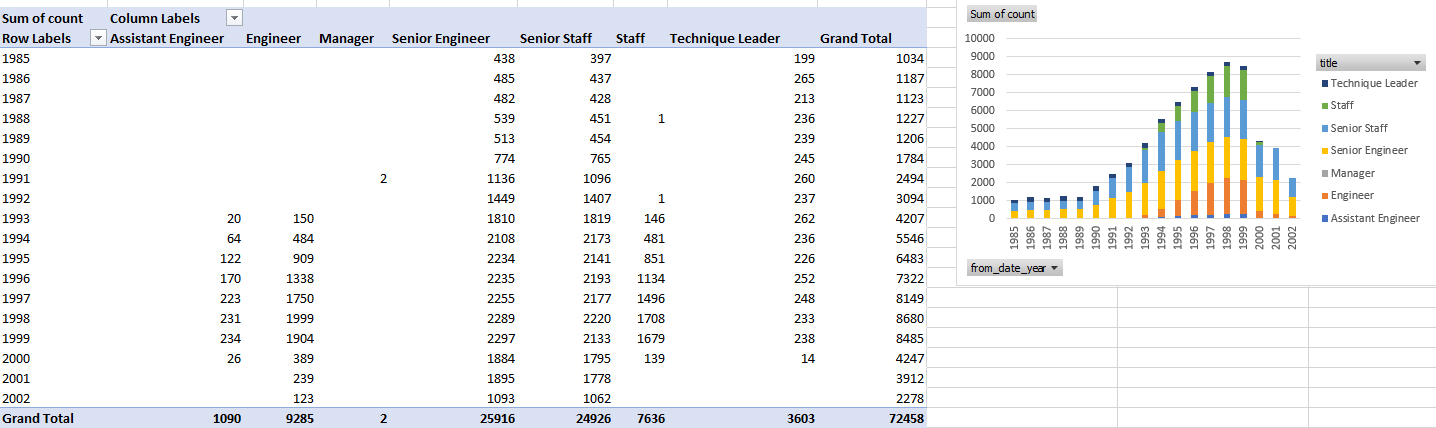 Sum of count Column Labels
Row Labels Assistant Engineer Engineer Manager Senior Engineer Senior Staff Staff Technique Leader Grand Total
1985 438 397 199 1034
1986 485 437 265 1187
1987 482 428 213 1123
1988 539 451 1 236 1227
1989 513 454 239 1206
1990 774 765 245 1784
1991 2 1136 1096 260 2494
1992 1449 1407 1 237 3094
1993 20 150 1810 1819 146 262 4207
1994 64 484 2108 2173 481 236 5546
1995 122 909 2234 2141 851 226 6483
1996 170 1338 2235 2193 1134 252 7322
1997 223 1750 2255 2177 1496 248 8149
1998 231 1999 2289 2220 1708 233 8680
1999 234 1904 2297 2133 1679 238 8485
2000 26 389 1884 1795 139 14 4247
2001 239 1895 1778 3912
2002 123 1093 1062 2278
Grand Total 1090 9285 2 25916 24926 7636 3603 72458
Sum of count
10000
9000
8000
7000
6000
5000
4000
3000
2000
1000
0
1985 1986 1987 1988 1989 1990 1991 1992 1993 1994 1995 1996 1997 1998 1999 2000 2001 2002
from_date_year
title
Technique Leader
Staff
Senior Staff
Senior Engineer
Manager
Engineer
Assistant Engineer